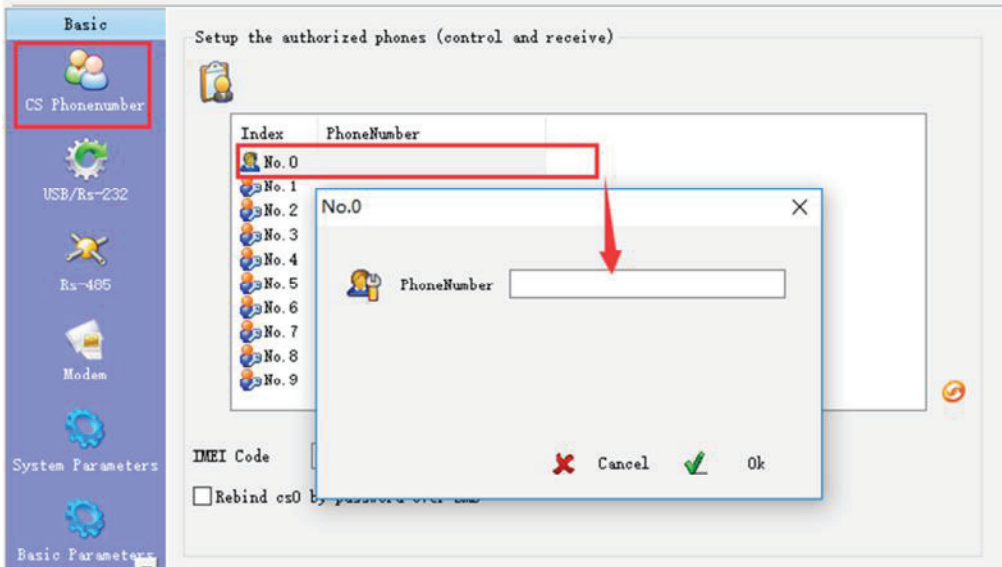 Basic
CS Phonenumber
USB/Rs-232
Rs-485
Modem
System Parameters
Basic Parameters
Setup the authorized phones (control and receive)
Index PhoneNumber
No. 0
No. 1
No. 2
No. 3
No. 4
No. 5
No. 6
No. 7
No. 8
No. 9
No.0
PhoneNumber
Cancel Ok
IMEI Code
Rebind cs0 by password over